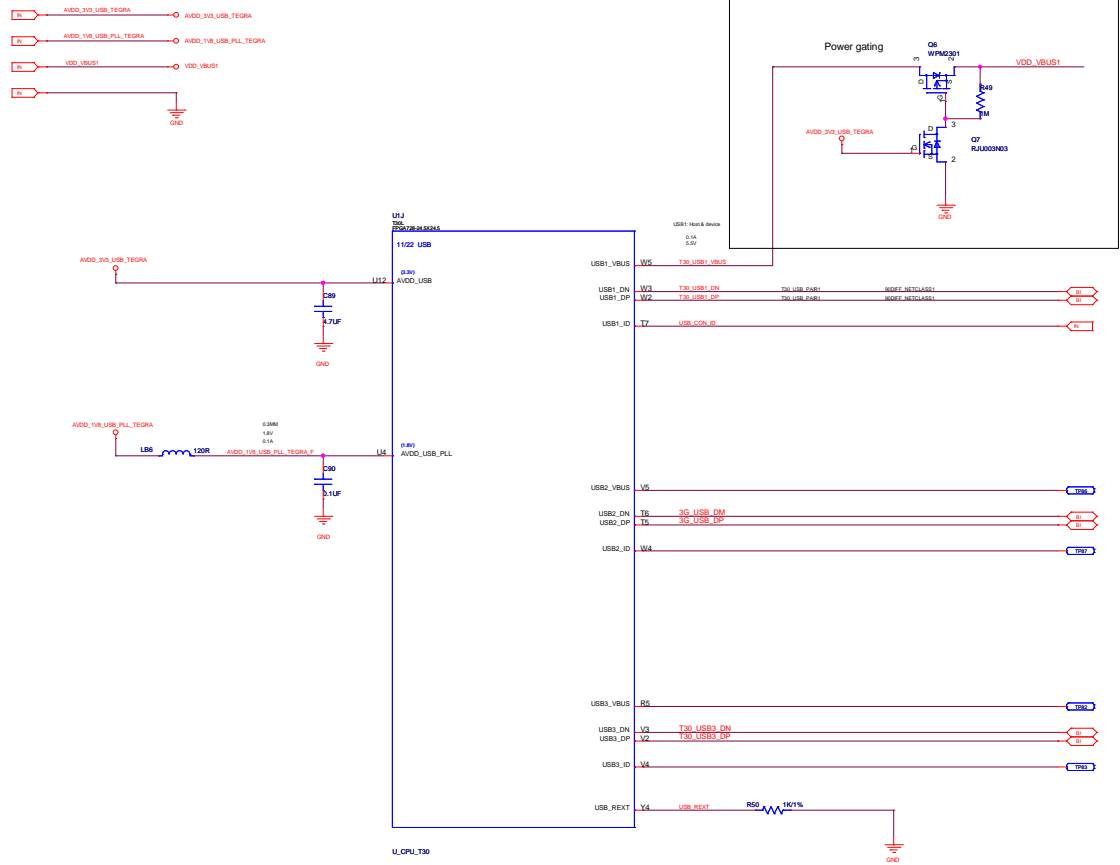 IN AVDD_3V3_USB_TEGRA AVDD_3V3_USB_TEGRA
IN AVDD_1V8_USB_PLL_TEGRA AVDD_1V8_USB_PLL_TEGRA
IN VDD_VBUS1 VDD_VBUS1
IN
GND
Power gating
Q6
WPM2301
3 2 VDD_VBUS1
D S
G
1
R49
1M
AVDD_3V3_USB_TEGRA
D 3
G
S 2
Q7
RJU003N03
GND
U1J
T30L
FPGA728-24.5X24.5
11/22 USB
USB1: Host & device
0.1A
5.5V
AVDD_3V3_USB_TEGRA
(3.3V)
U12 AVDD_USB
C89
4.7UF
GND
USB1_VBUS W5 T30_USB1_VBUS
USB1_DN W3 T30_USB1_DN T30_USB_PAIR1 90DIFF_NETCLASS1 BI
USB1_DP W2 T30_USB1_DP T30_USB_PAIR1 90DIFF_NETCLASS1 BI
USB1_ID T7 USB_CON_ID IN
AVDD_1V8_USB_PLL_TEGRA
0.3MM
1.8V
0.1A
LB6 120R AVDD_1V8_USB_PLL_TEGRA_F
(1.8V)
U4 AVDD_USB_PLL
C90
0.1UF
GND
USB2_VBUS V5 TP86
USB2_DN T6 3G_USB_DM BI
USB2_DP T5 3G_USB_DP BI
USB2_ID W4 TP87
USB3_VBUS R5 TP82
USB3_DN V3 T30_USB3_DN BI
USB3_DP V2 T30_USB3_DP BI
USB3_ID V4 TP83
USB_REXT Y4 USB_REXT R50 1K/1%
GND
U_CPU_T30